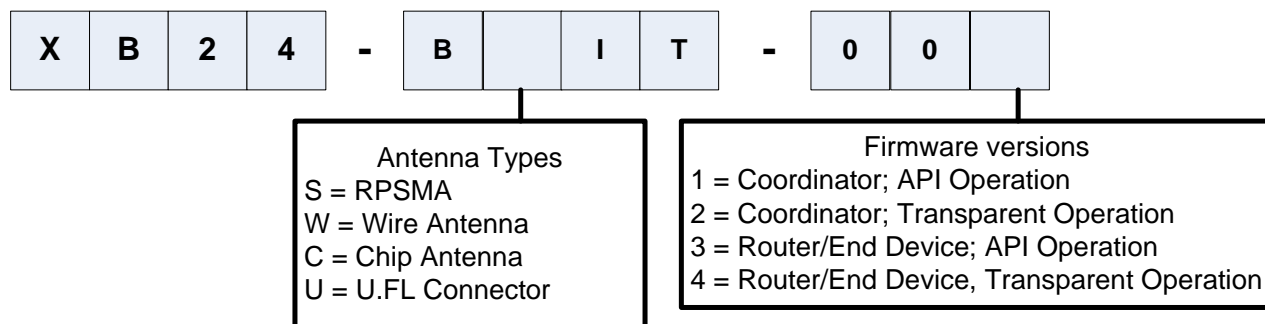 X B 2 4 - B I T - 0 0
Antenna Types
S = RPSMA
W = Wire Antenna
C = Chip Antenna
U = U.FL Connector
Firmware versions
1 = Coordinator; API Operation
2 = Coordinator; Transparent Operation
3 = Router/End Device; API Operation
4 = Router/End Device, Transparent Operation